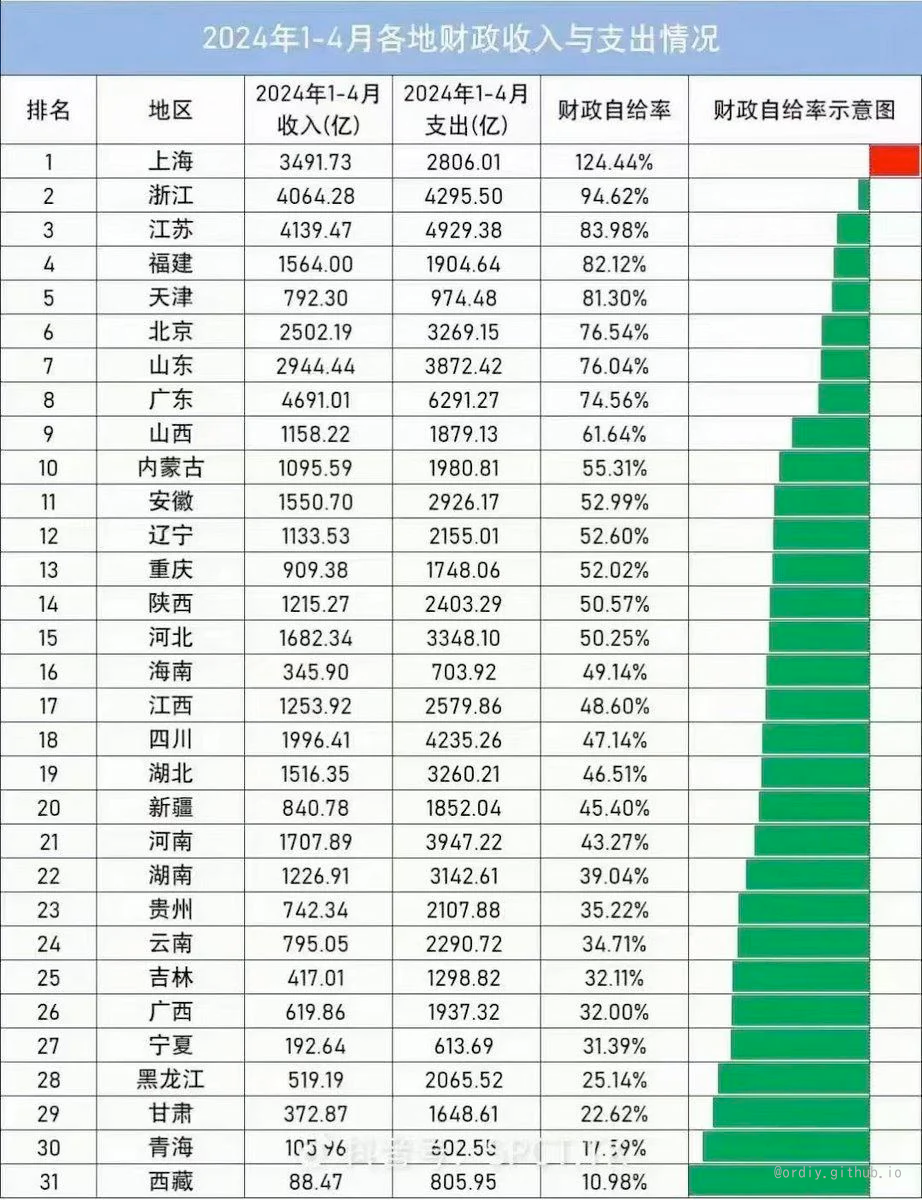 2024年1-4月各地财政收入与支出情况
排名 地区 2024年1-4月收入(亿) 2024年1-4月支出(亿) 财政自给率 财政自给率示意图
1 上海 3491.73 2806.01 124.44%
2 浙江 4064.28 4295.50 94.62%
3 江苏 4139.47 4929.38 83.98%
4 福建 1564.00 1904.64 82.12%
5 天津 792.30 974.48 81.30%
6 北京 2502.19 3269.15 76.54%
7 山东 2944.44 3872.42 76.04%
8 广东 4691.01 6291.27 74.56%
9 山西 1158.22 1879.13 61.64%
10 内蒙古 1095.59 1980.81 55.31%
11 安徽 1550.70 2926.17 52.99%
12 辽宁 1133.53 2155.01 52.60%
13 重庆 909.38 1748.06 52.02%
14 陕西 1215.27 2403.29 50.57%
15 河北 1682.34 3348.10 50.25%
16 海南 345.90 703.92 49.14%
17 江西 1253.92 2579.86 48.60%
18 四川 1996.41 4235.26 47.14%
19 湖北 1516.35 3260.21 46.51%
20 新疆 840.78 1852.04 45.40%
21 河南 1707.89 3947.22 43.27%
22 湖南 1226.91 3142.61 39.04%
23 贵州 742.34 2107.88 35.22%
24 云南 795.05 2290.72 34.71%
25 吉林 417.01 1298.82 32.11%
26 广西 619.86 1937.32 32.00%
27 宁夏 192.64 613.69 31.39%
28 黑龙江 519.19 2065.52 25.14%
29 甘肃 372.87 1648.61 22.62%
30 青海
31 西藏 88.47 805.95 10.98%
@ordiy.github.io